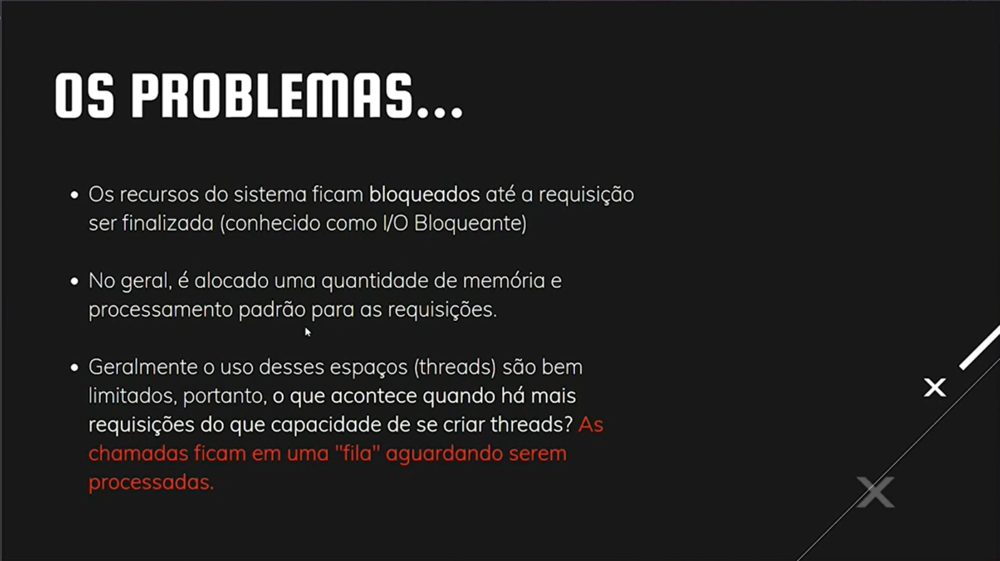 OS PROBLEMAS...
• Os recursos do sistema ficam bloqueados até a requisição
ser finalizada (conhecido como I/O Bloqueante)
• No geral, é alocado uma quantidade de memória e
processamento padrão para as requisições.
• Geralmente o uso desses espaços (threads) são bem
limitados, portanto, o que acontece quando há mais
requisições do que capacidade de se criar threads? As
chamadas ficam em uma "fila" aguardando serem
processadas.